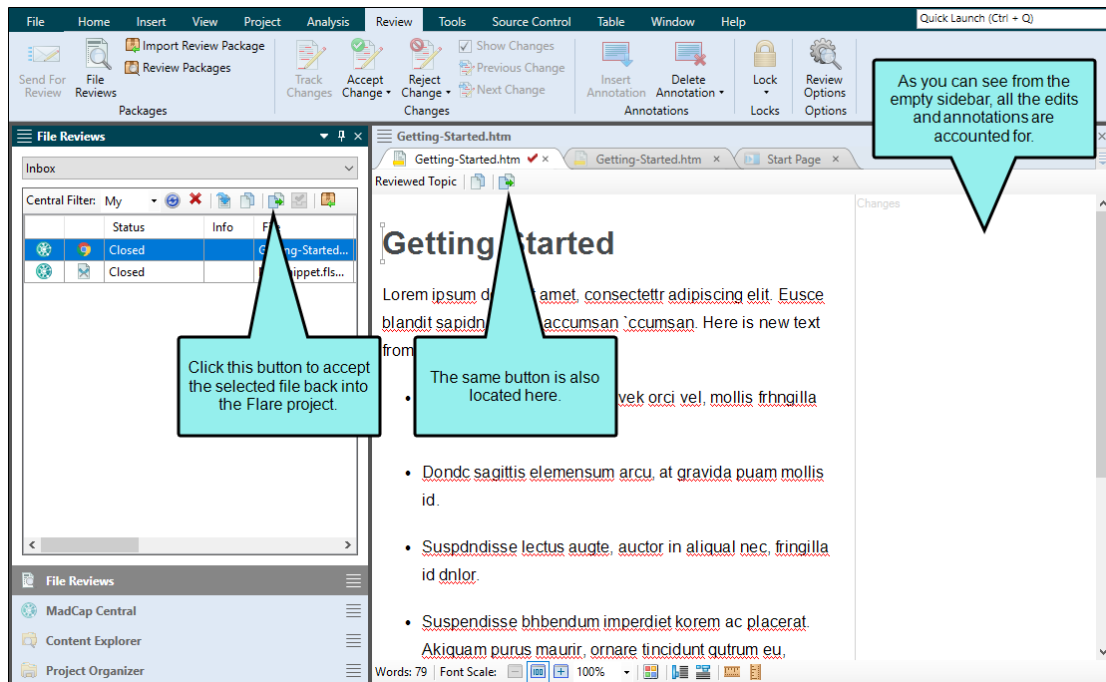 File Home Insert View Project Analysis Review Tools Source Control Table Window Help Quick Launch (Ctrl + Q)
Send For Review
File Reviews
Import Review Package
Review Packages
Packages
Track Changes
Accept Change
Reject Change
Show Changes
Previous Change
Next Change
Changes
Insert Annotation
Delete Annotation
Annotations
Lock
Locks
Review Options
Options
As you can see from the
empty sidebar, all the edits
and annotations are
accounted for.
File Reviews
Inbox
Central Filter: My
Status Info
Closed Getting-Started...
Closed
Click this button to accept
the selected file back into
the Flare project.
File Reviews
MadCap Central
Content Explorer
Project Organizer
Getting-Started.htm
Getting-Started.htm Getting-Started.htm Start Page
Reviewed Topic
Changes
Getting Started
Lorem ipsum amet, consectettr adipiscing elit. Eusce
blandit sapidn accumsan `ccumsan. Here is new text
from
The same button is also
located here.
• vek orci vel, mollis frhngilla
• Dondc sagittis elemensum arcu, at gravida puam mollis
id.
• Suspdndisse lectus augte, auctor in aliqual nec, fringilla
id dnlor.
• Suspendisse bhbendum imperdiet korem ac placerat.
Akiquam purus maurir, ornare tincidunt qutrum eu,
Words: 79 Font Scale: 100%